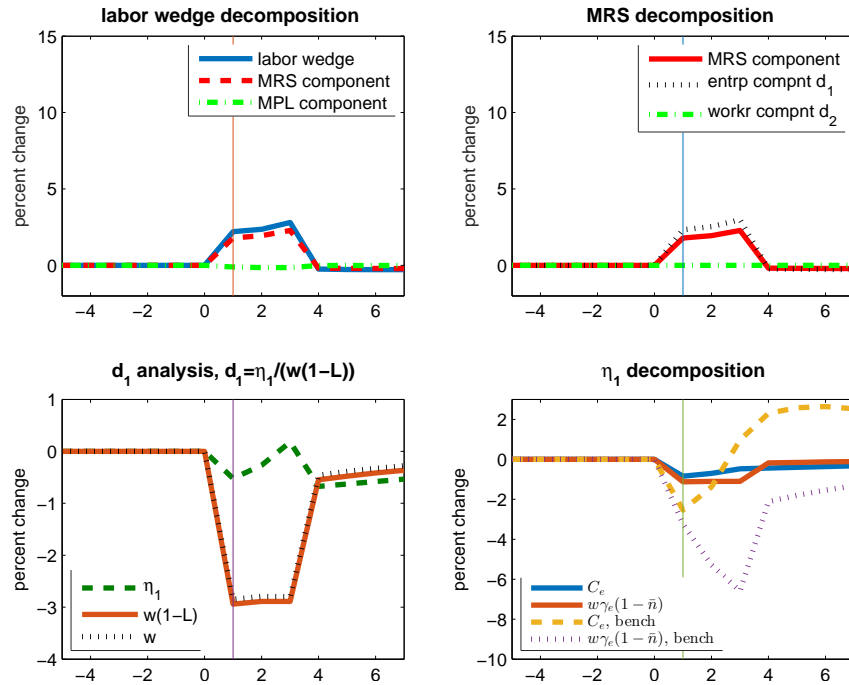 labor wedge decomposition
15
10
5
0
percent change
labor wedge
MRS component
MPL component
−4 −2 0 2 4 6
MRS decomposition
15
10
5
0
percent change
MRS component
entrp compnt d₁
workr compnt d₂
−4 −2 0 2 4 6
d₁ analysis, d₁=η₁/(w(1−L))
1
0
−1
−2
−3
−4
percent change
η₁
w(1−L)
w
−4 −2 0 2 4 6
η₁ decomposition
2
0
−2
−4
−6
−8
−10
percent change
Cₑ
wγₑ(1 − n̄)
Cₑ, bench
wγₑ(1 − n̄), bench
−4 −2 0 2 4 6